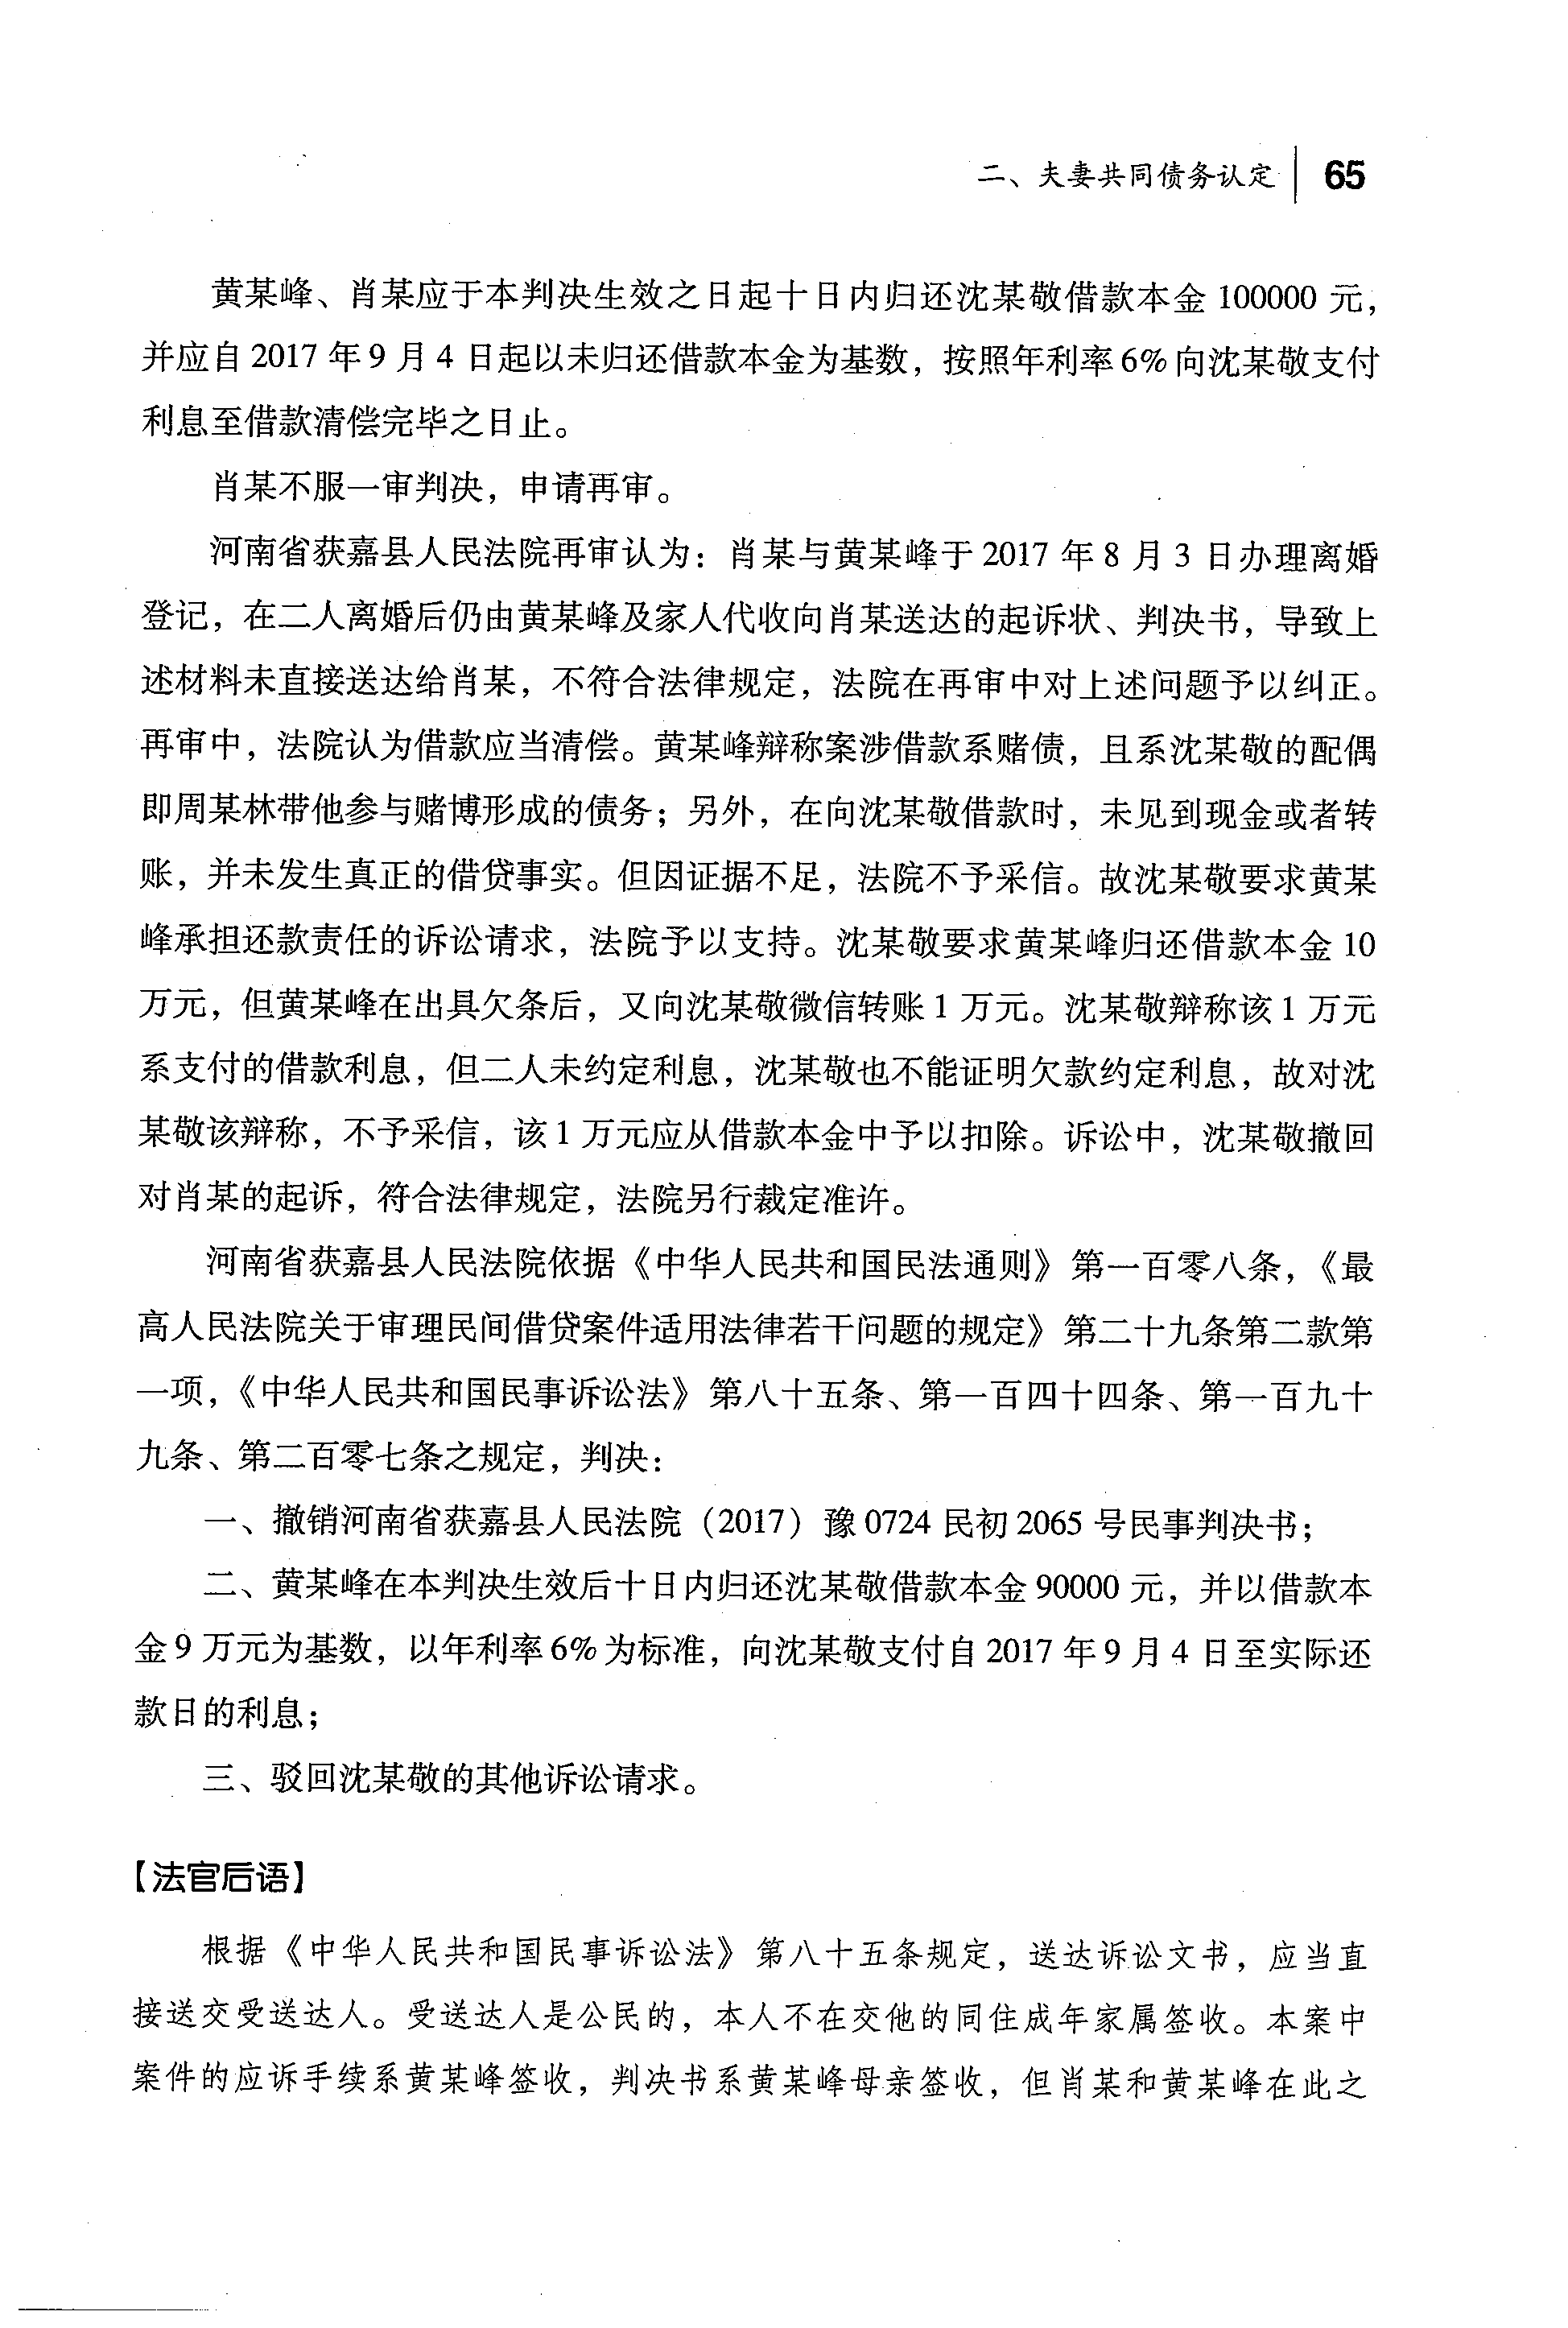 二、夫妻共同债务认定 65
黄某峰、肖某应于本判决生效之日起十日内归还沈某敬借款本金 100000 元，
并应自 2017 年 9 月 4 日起以未归还借款本金为基数，按照年利率 6% 向沈某敬支付
利息至借款清偿完毕之日止。
肖某不服一审判决，申请再审。
河南省获嘉县人民法院再审认为：肖某与黄某峰于 2017 年 8 月 3 日办理离婚
登记，在二人离婚后仍由黄某峰及家人代收向肖某送达的起诉状、判决书，导致上
述材料未直接送达给肖某，不符合法律规定，法院在再审中对上述问题予以纠正。
再审中，法院认为借款应当清偿。黄某峰辩称案涉借款系赌债，且系沈某敬的配偶
即周某林带他参与赌博形成的债务；另外，在向沈某敬借款时，未见到现金或者转
账，并未发生真正的借贷事实。但因证据不足，法院不予采信。故沈某敬要求黄某
峰承担还款责任的诉讼请求，法院予以支持。沈某敬要求黄某峰归还借款本金 10
万元，但黄某峰在出具欠条后，又向沈某敬微信转账 1 万元。沈某敬辩称该 1 万元
系支付的借款利息，但二人未约定利息，沈某敬也不能证明欠款约定利息，故对沈
某敬该辩称，不予采信，该 1 万元应从借款本金中予以扣除。诉讼中，沈某敬撤回
对肖某的起诉，符合法律规定，法院另行裁定准许。
河南省获嘉县人民法院依据《中华人民共和国民法通则》第一百零八条，《最
高人民法院关于审理民间借贷案件适用法律若干问题的规定》第二十九条第二款第
一项，《中华人民共和国民事诉讼法》第八十五条、第一百四十四条、第一百九十
九条、第二百零七条之规定，判决：
一、撤销河南省获嘉县人民法院（2017）豫 0724 民初 2065 号民事判决书；
二、黄某峰在本判决生效后十日内归还沈某敬借款本金 90000 元，并以借款本
金 9 万元为基数，以年利率 6% 为标准，向沈某敬支付自 2017 年 9 月 4 日至实际还
款日的利息；
三、驳回沈某敬的其他诉讼请求。
【法官后语】
根据《中华人民共和国民事诉讼法》第八十五条规定，送达诉讼文书，应当直
接送交受送达人。受送达人是公民的，本人不在交他的同住成年家属签收。本案中
案件的应诉手续系黄某峰签收，判决书系黄某峰母亲签收，但肖某和黄某峰在此之